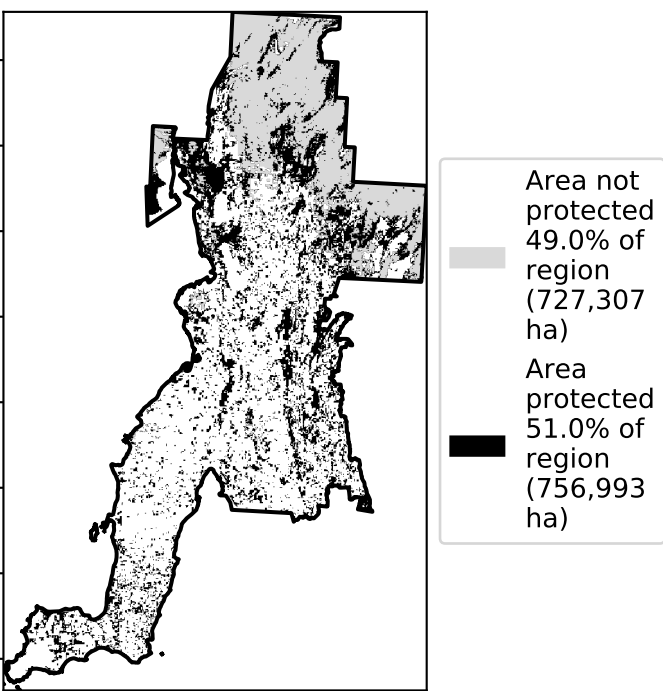 Area not
protected
49.0% of
region
(727,307
ha)
Area
protected
51.0% of
region
(756,993
ha)